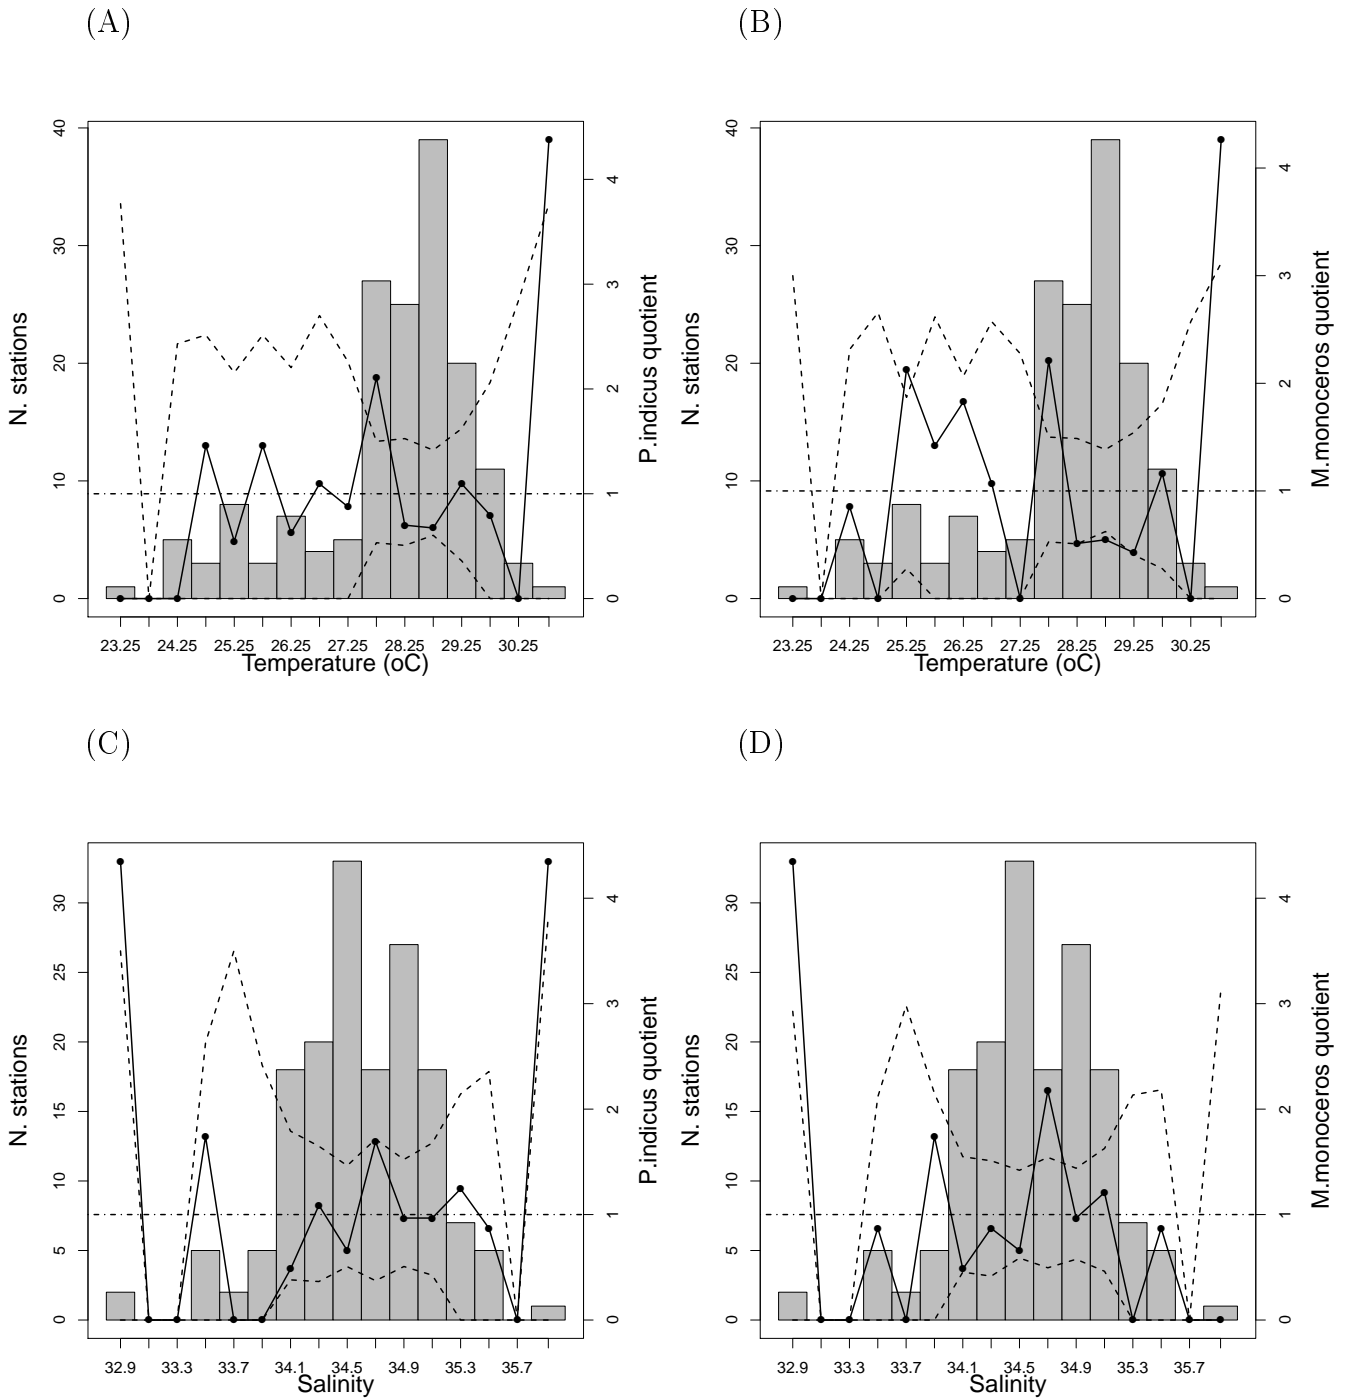 (A)
(B)
40
30
20
10
0
N. stations
4
3
2
1
0
P.indicus quotient
23.25 24.25 25.25 26.25 27.25 28.25 29.25 30.25
Temperature (oC)
40
30
20
10
0
N. stations
4
3
2
1
0
M.monoceros quotient
23.25 24.25 25.25 26.25 27.25 28.25 29.25 30.25
Temperature (oC)
(C)
(D)
30
25
20
15
10
5
0
N. stations
4
3
2
1
0
P.indicus quotient
32.9 33.3 33.7 34.1 34.5 34.9 35.3 35.7
Salinity
30
25
20
15
10
5
0
N. stations
4
3
2
1
0
M.monoceros quotient
32.9 33.3 33.7 34.1 34.5 34.9 35.3 35.7
Salinity